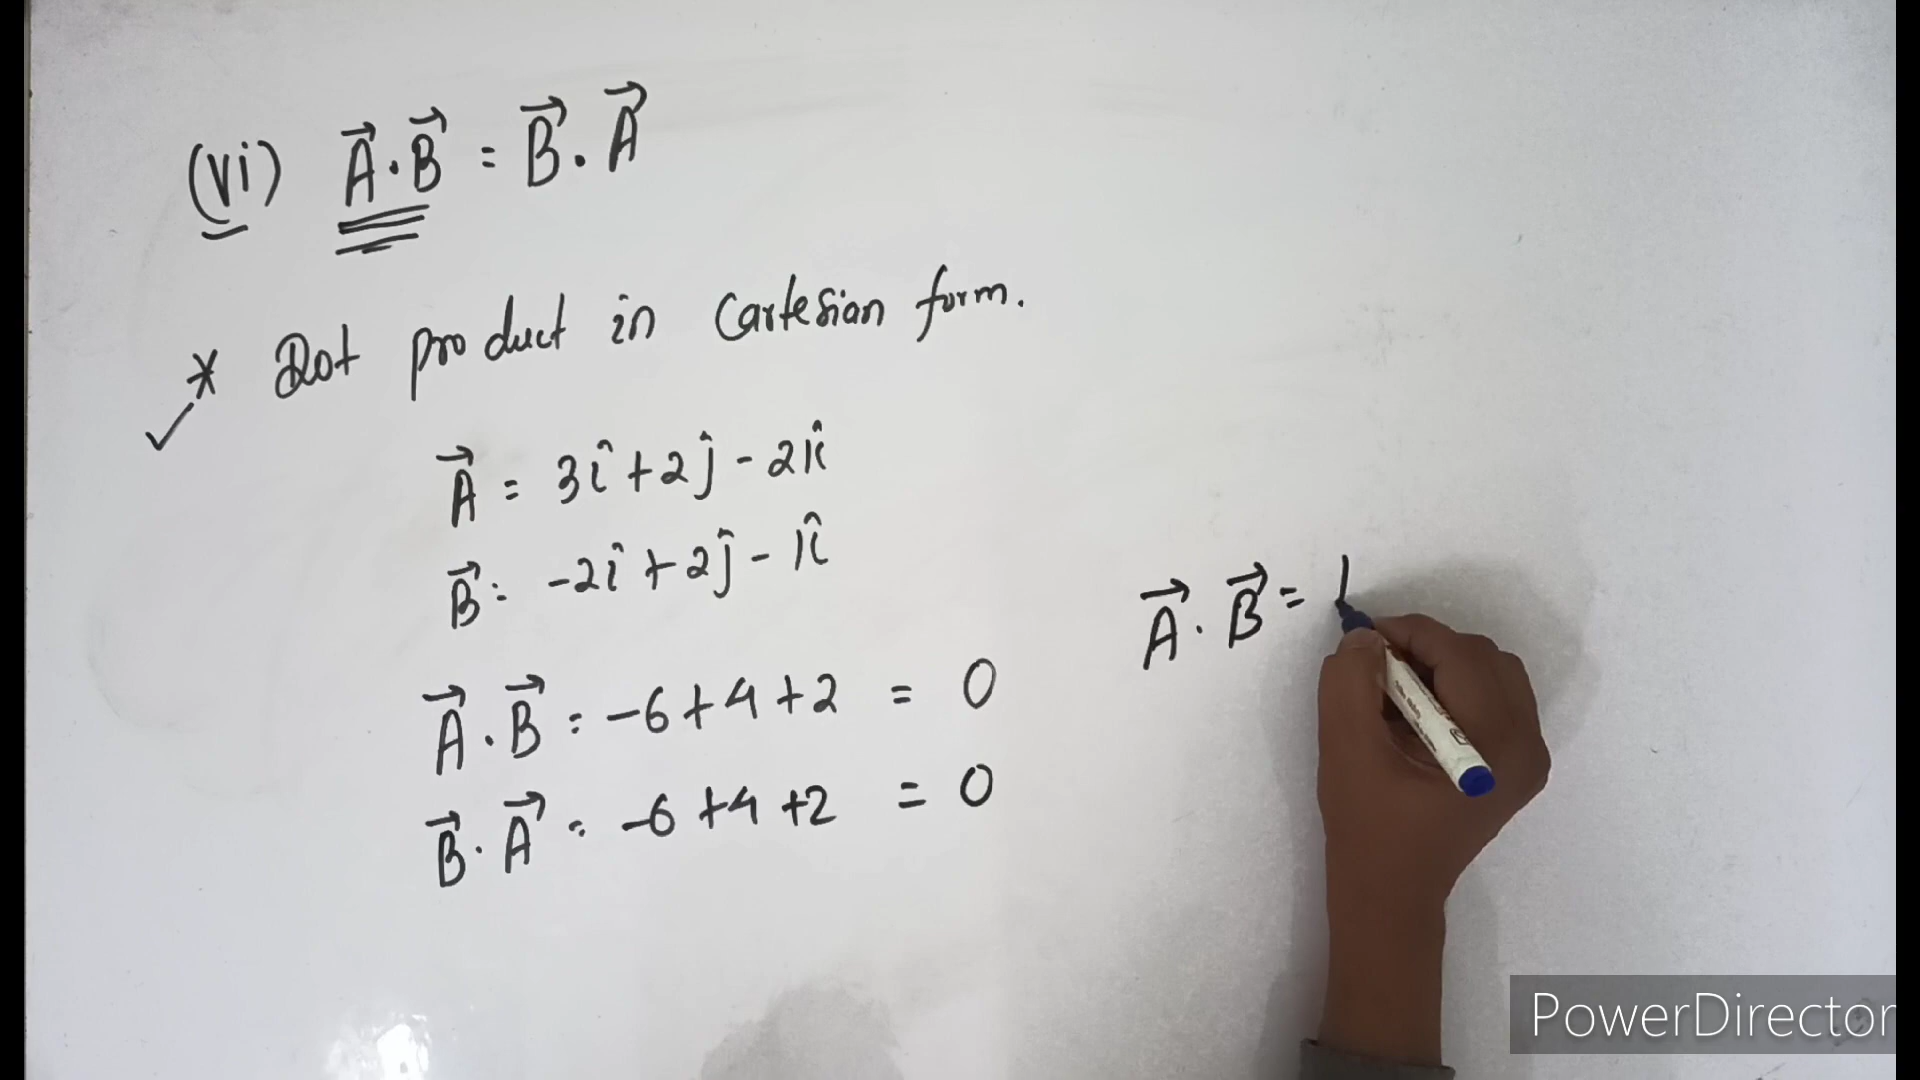 (vi) A⃗·B⃗ = B⃗·A⃗
* Dot product in Cartesian form.
A⃗ = 3î + 2ĵ - 2k̂
B⃗ = -2î + 2ĵ - k̂
A⃗·B⃗ = |
A⃗·B⃗ = -6+4+2 = 0
B⃗·A⃗ = -6+4+2 = 0
PowerDirector